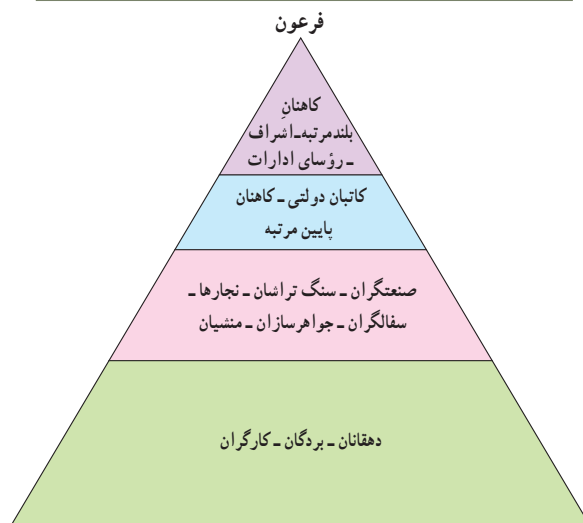 فرعون
کاهنانِ
بلندمرتبه ـ اشراف
ـ رؤسای ادارات
کاتبان دولتی ـ کاهنان
پایین مرتبه
صنعتگران ـ سنگ تراشان ـ نجارها ـ
سفالگران ـ جواهرسازان ـ منشیان
دهقانان ـ بردگان ـ کارگران